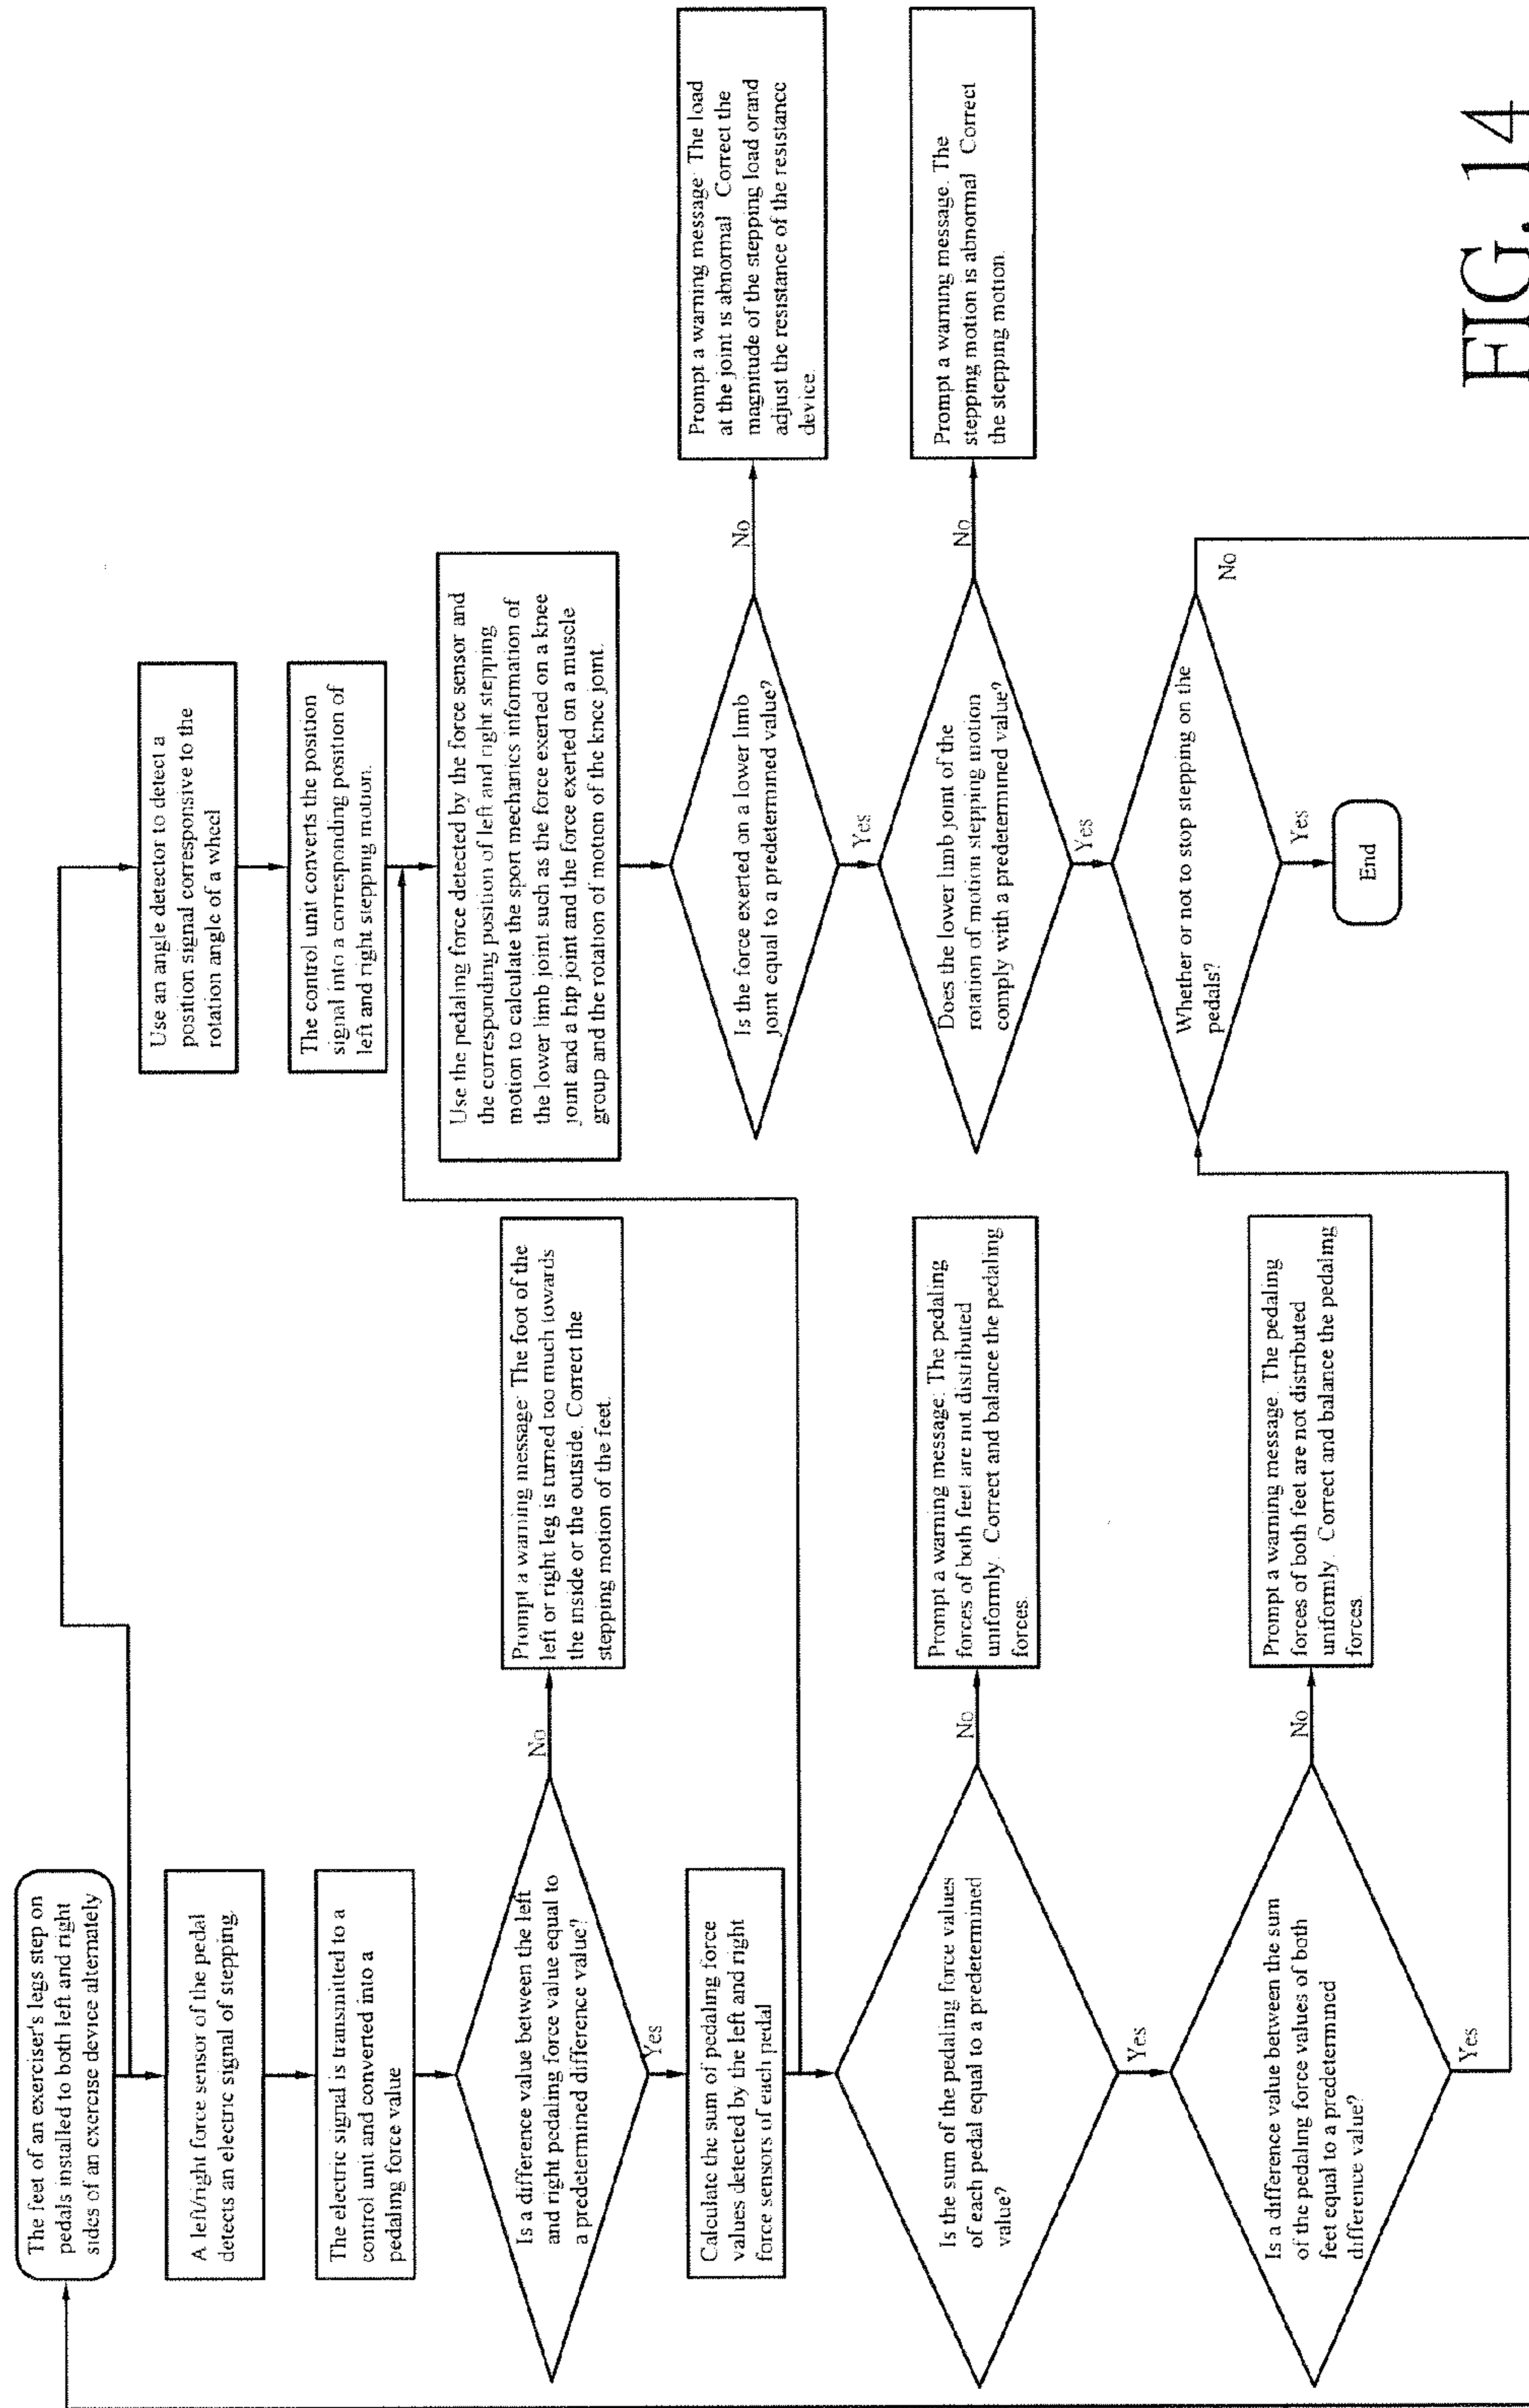 The feet of an exerciser's legs step on
pedals installed to both left and right
sides of an exercise device alternately
A left/right force sensor of the pedal
detects an electric signal of stepping.
The electric signal is transmitted to a
control unit and converted into a
pedaling force value
Is a difference value between the left
and right pedaling force value equal to
a predetermined difference value?
No
Prompt a warning message: The foot of the
left or right leg is turned too much towards
the inside or the outside. Correct the
stepping motion of the feet.
Yes
Calculate the sum of pedaling force
values detected by the left and right
force sensors of each pedal
Is the sum of the pedaling force values
of each pedal equal to a predetermined
value?
No
Prompt a warning message: The pedaling
forces of both feet are not distributed
uniformly. Correct and balance the pedaling
forces.
Yes
Is a difference value between the sum
of the pedaling force values of both
feet equal to a predetermined
difference value?
No
Prompt a warning message. The pedaling
forces of both feet are not distributed
uniformly. Correct and balance the pedaling
forces.
Yes
Use an angle detector to detect a
position signal corresponsive to the
rotation angle of a wheel
The control unit converts the position
signal into a corresponding position of
left and right stepping motion.
Use the pedaling force detected by the force sensor and
the corresponding position of left and right stepping
motion to calculate the sport mechanics information of
the lower limb joint such as the force exerted on a knee
joint and a hip joint and the force exerted on a muscle
group and the rotation of motion of the knee joint.
Is the force exerted on a lower limb
joint equal to a predetermined value?
No
Prompt a warning message: The load
at the joint is abnormal Correct the
magnitude of the stepping load orand
adjust the resistance of the resistance
device.
Yes
Does the lower limb joint of the
rotation of motion stepping motion
comply with a predetermined value?
No
Prompt a warning message. The
stepping motion is abnormal Correct
the stepping motion.
Yes
Whether or not to stop stepping on the
pedals?
No
Yes
End
FIG. 14